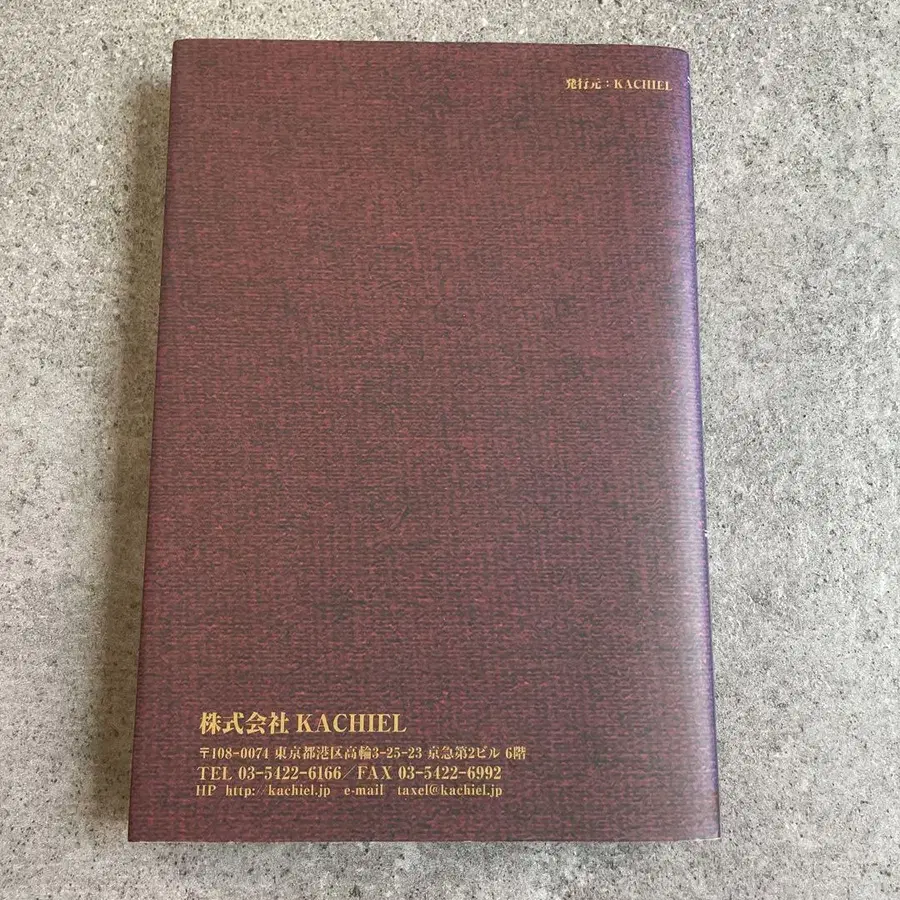 発行元：KACHIEL
株式会社 KACHIEL
〒108-0074 東京都港区高輪3-25-23 京急第2ビル 6階
TEL 03-5422-6166／FAX 03-5422-6992
HP http://kachiel.jp e-mail taxel@kachiel.jp